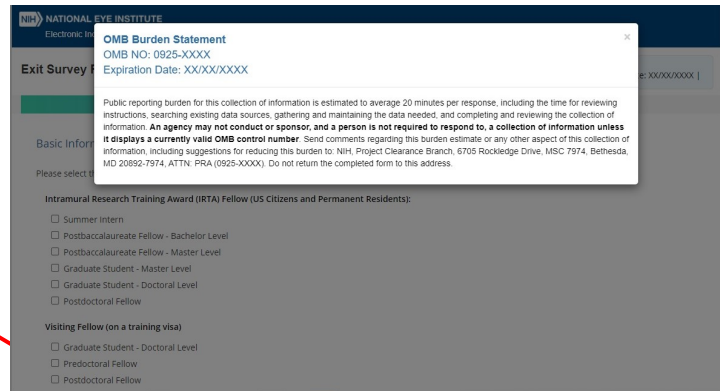 NIH NATIONAL EYE INSTITUTE
Electronic
OMB Burden Statement ×
OMB NO: 0925-XXXX
Expiration Date: XX/XX/XXXX
Exit Survey
e: XX/XX/XXXX |
Public reporting burden for this collection of information is estimated to average 20 minutes per response, including the time for reviewing
instructions, searching existing data sources, gathering and maintaining the data needed, and completing and reviewing the collection of
information. An agency may not conduct or sponsor, and a person is not required to respond to, a collection of information unless
it displays a currently valid OMB control number. Send comments regarding this burden estimate or any other aspect of this collection of
information, including suggestions for reducing this burden to: NIH, Project Clearance Branch, 6705 Rockledge Drive, MSC 7974, Bethesda,
MD 20892-7974, ATTN: PRA (0925-XXXX). Do not return the completed form to this address.
Basic Inform
Please select th
Intramural Research Training Award (IRTA) Fellow (US Citizens and Permanent Residents):
Summer Intern
Postbaccalaureate Fellow - Bachelor Level
Postbaccalaureate Fellow - Master Level
Graduate Student - Master Level
Graduate Student - Doctoral Level
Postdoctoral Fellow
Visiting Fellow (on a training visa)
Graduate Student - Doctoral Level
Predoctoral Fellow
Postdoctoral Fellow